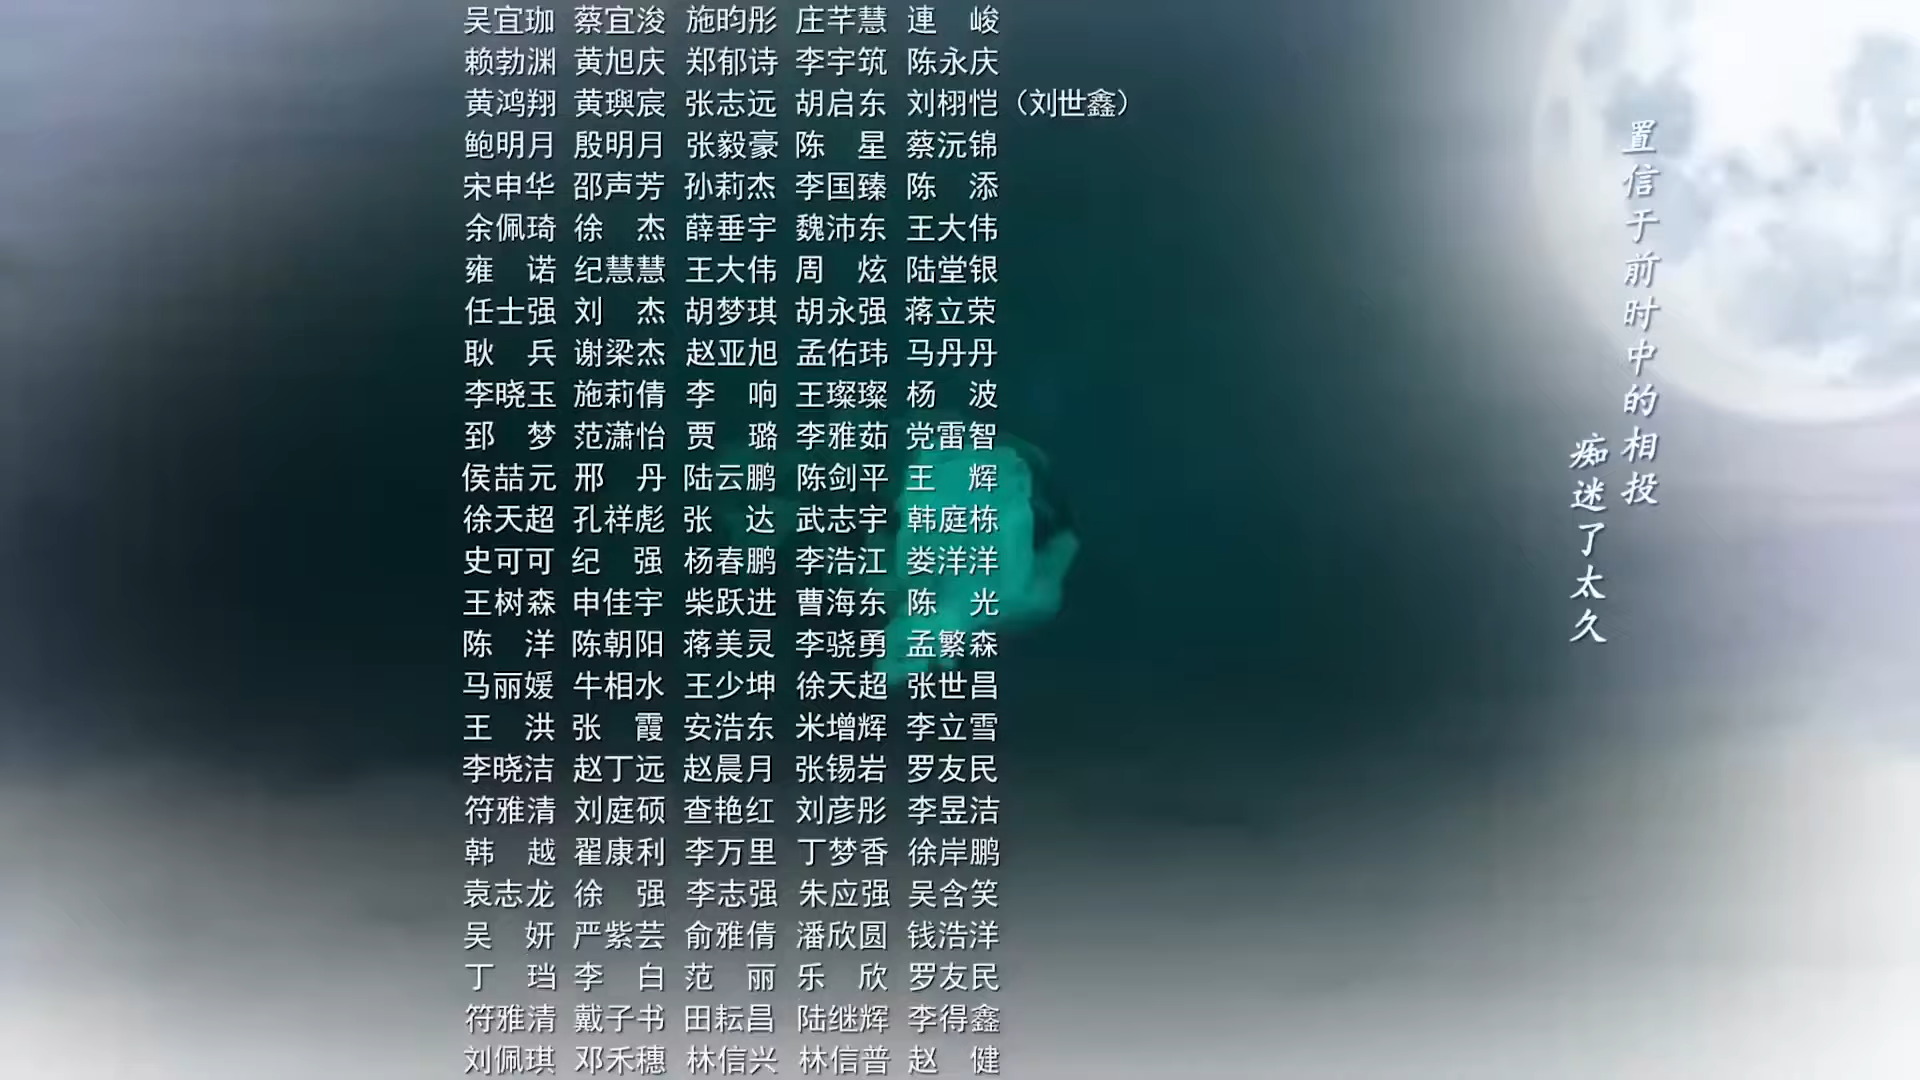 吴宜珈 蔡宜浚 施昀彤 庄芊慧 連　峻
赖勃渊 黄旭庆 郑郁诗 李宇筑 陈永庆
黄鸿翔 黄璵宸 张志远 胡启东 刘栩恺（刘世鑫）
鲍明月 殷明月 张毅豪 陈　星 蔡沅锦
宋申华 邵声芳 孙莉杰 李国臻 陈　添
余佩琦 徐　杰 薛垂宇 魏沛东 王大伟
雍　诺 纪慧慧 王大伟 周　炫 陆堂银
任士强 刘　杰 胡梦琪 胡永强 蒋立荣
耿　兵 谢梁杰 赵亚旭 孟佑玮 马丹丹
李晓玉 施莉倩 李　响 王璨璨 杨　波
郅　梦 范潇怡 贾　璐 李雅茹 党雷智
侯喆元 邢　丹 陆云鹏 陈剑平 王　辉
徐天超 孔祥彪 张　达 武志宇 韩庭栋
史可可 纪　强 杨春鹏 李浩江 娄洋洋
王树森 申佳宇 柴跃进 曹海东 陈　光
陈　洋 陈朝阳 蒋美灵 李骁勇 孟繁森
马丽媛 牛相水 王少坤 徐天超 张世昌
王　洪 张　霞 安浩东 米增辉 李立雪
李晓洁 赵丁远 赵晨月 张锡岩 罗友民
符雅清 刘庭硕 查艳红 刘彦彤 李昱洁
韩　越 翟康利 李万里 丁梦香 徐岸鹏
袁志龙 徐　强 李志强 朱应强 吴含笑
吴　妍 严紫芸 俞雅倩 潘欣圆 钱浩洋
丁　珰 李　白 范　丽 乐　欣 罗友民
符雅清 戴子书 田耘昌 陆继辉 李得鑫
刘佩琪 邓禾穗 林信兴 林信普 赵　健
置信于前时中的相投
痴迷了太久